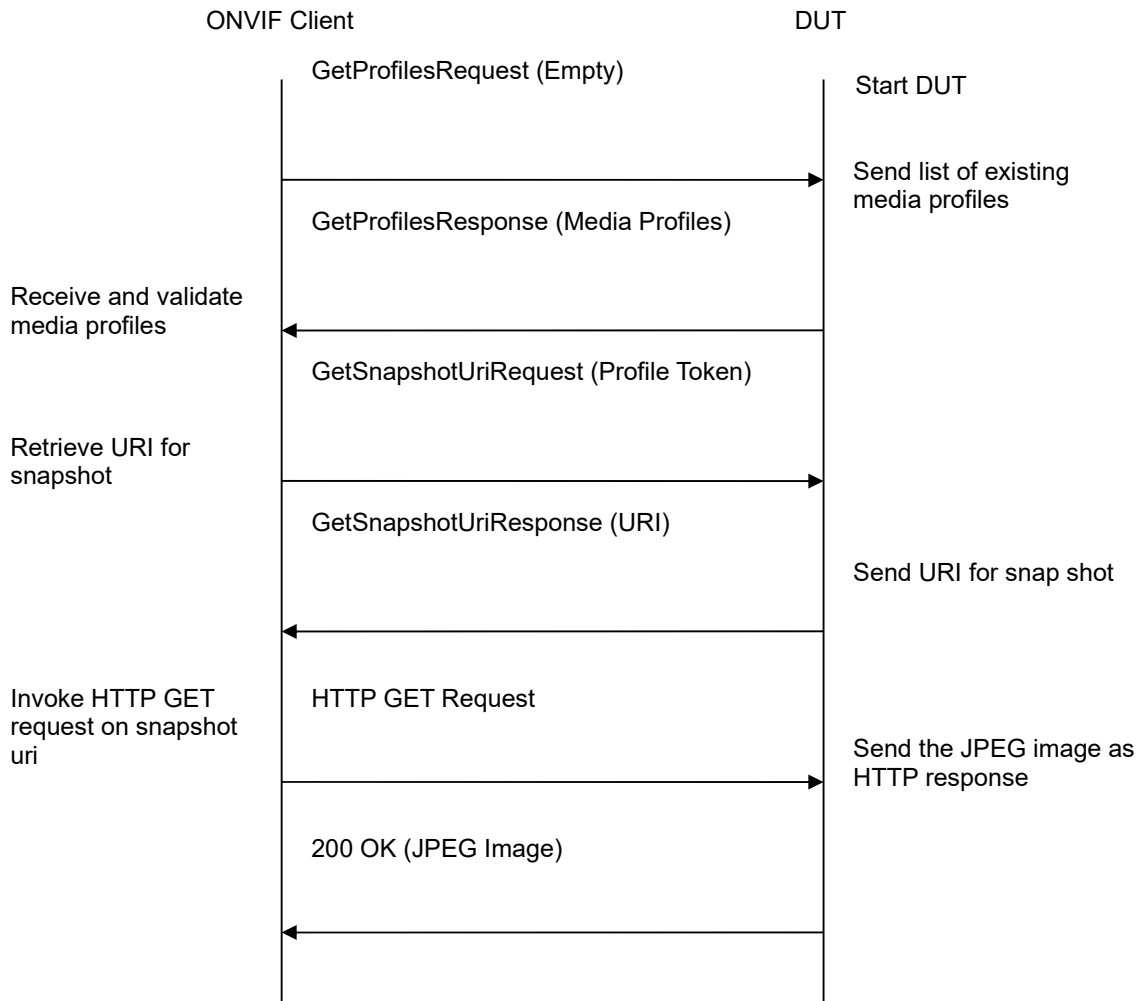 ONVIF Client
DUT
GetProfilesRequest (Empty)
Start DUT
Send list of existing
media profiles
GetProfilesResponse (Media Profiles)
Receive and validate
media profiles
GetSnapshotUriRequest (Profile Token)
Retrieve URI for
snapshot
GetSnapshotUriResponse (URI)
Send URI for snap shot
Invoke HTTP GET
request on snapshot
uri
HTTP GET Request
Send the JPEG image as
HTTP response
200 OK (JPEG Image)